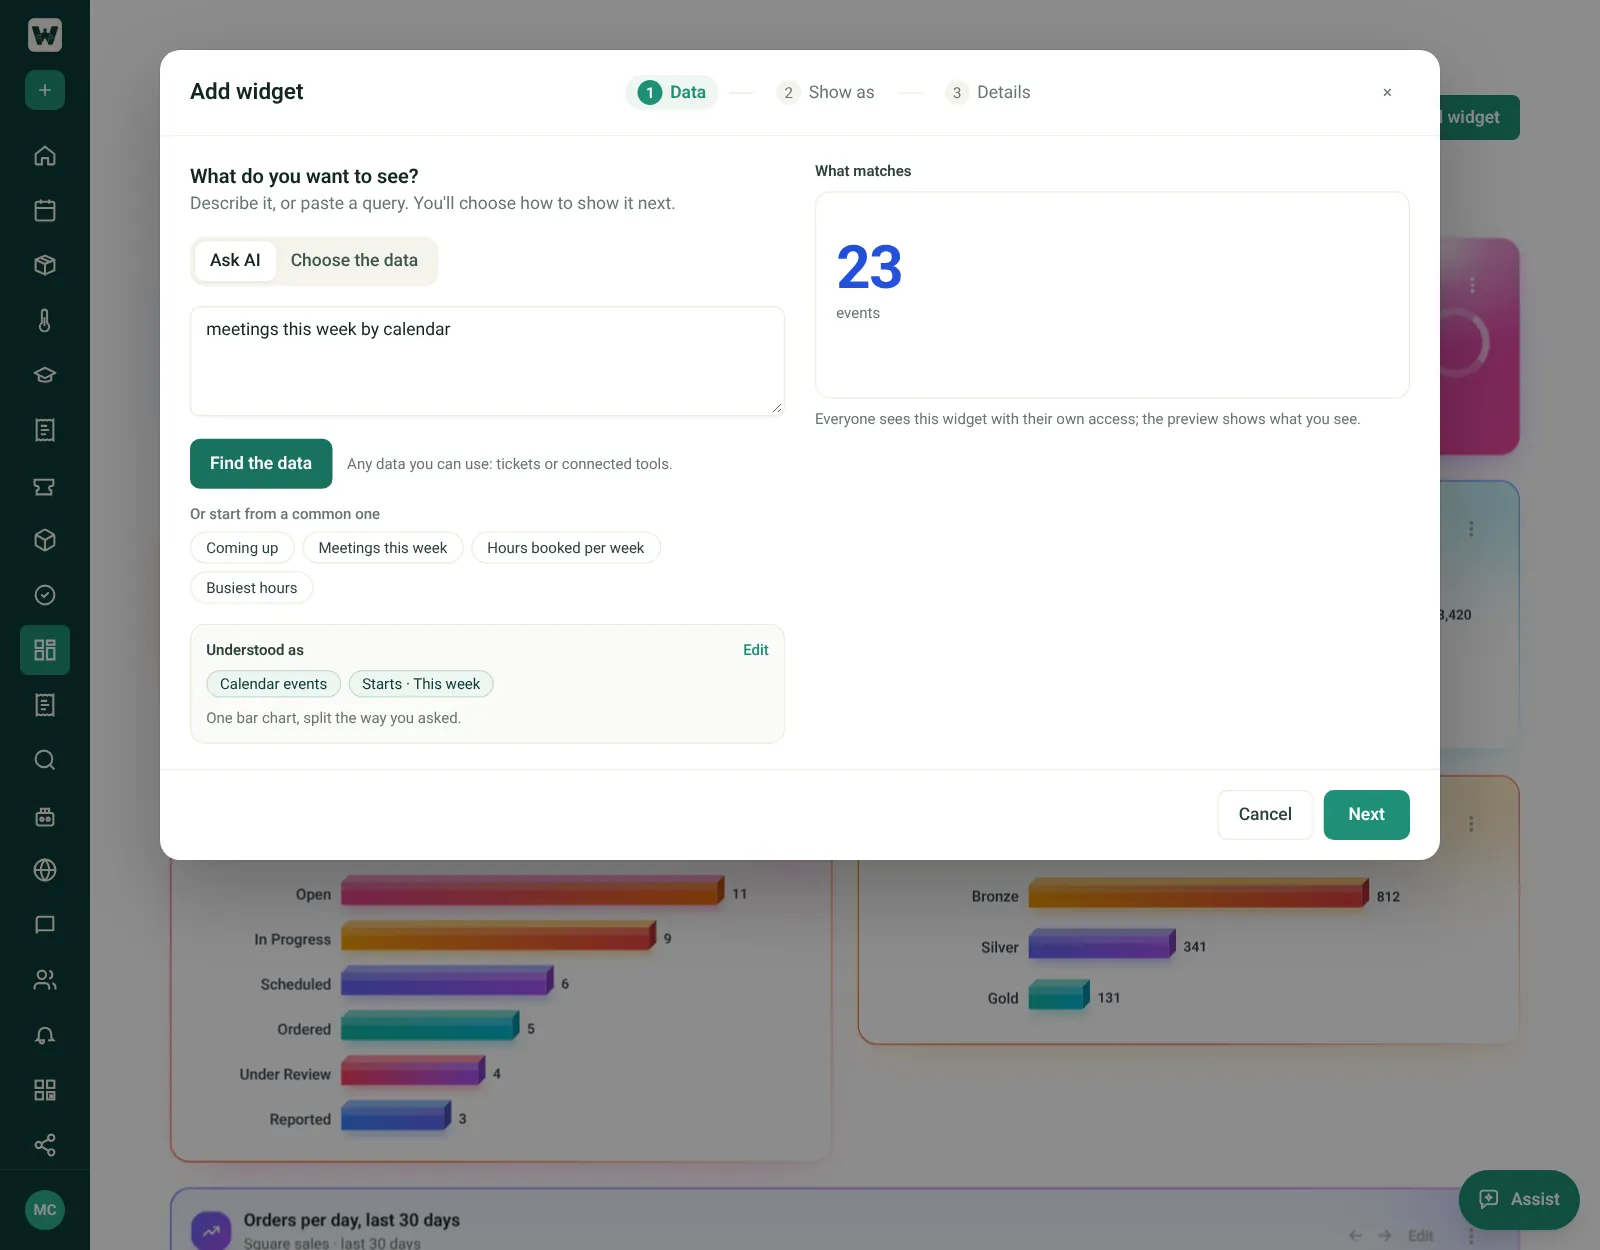 W
+
Add widget
1 Data
2 Show as
3 Details
×
widget
What do you want to see?
Describe it, or paste a query. You'll choose how to show it next.
Ask AI
Choose the data
meetings this week by calendar
Find the data
Any data you can use: tickets or connected tools.
Or start from a common one
Coming up
Meetings this week
Hours booked per week
Busiest hours
Understood as
Edit
Calendar events
Starts · This week
One bar chart, split the way you asked.
What matches
23
events
Everyone sees this widget with their own access; the preview shows what you see.
Cancel
Next
3,420
Open 11
In Progress 9
Scheduled 6
Ordered 5
Under Review 4
Reported 3
Bronze 812
Silver 341
Gold 131
Orders per day, last 30 days
Square sales · last 30 days
Edit
MC
Assist